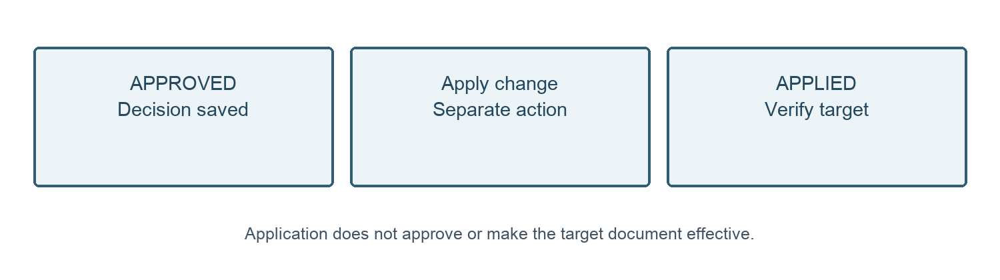 APPROVED
Decision saved
Apply change
Separate action
APPLIED
Verify target
Application does not approve or make the target document effective.